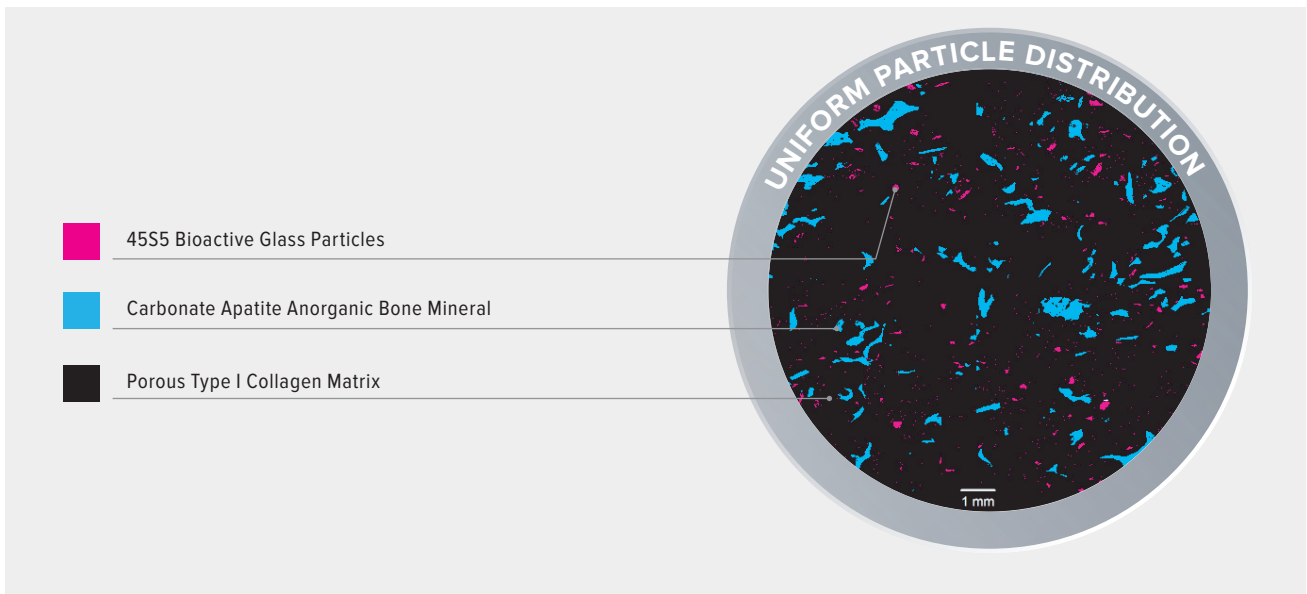 UNIFORM PARTICLE DISTRIBUTION
45S5 Bioactive Glass Particles
Carbonate Apatite Anorganic Bone Mineral
Porous Type I Collagen Matrix
1 mm